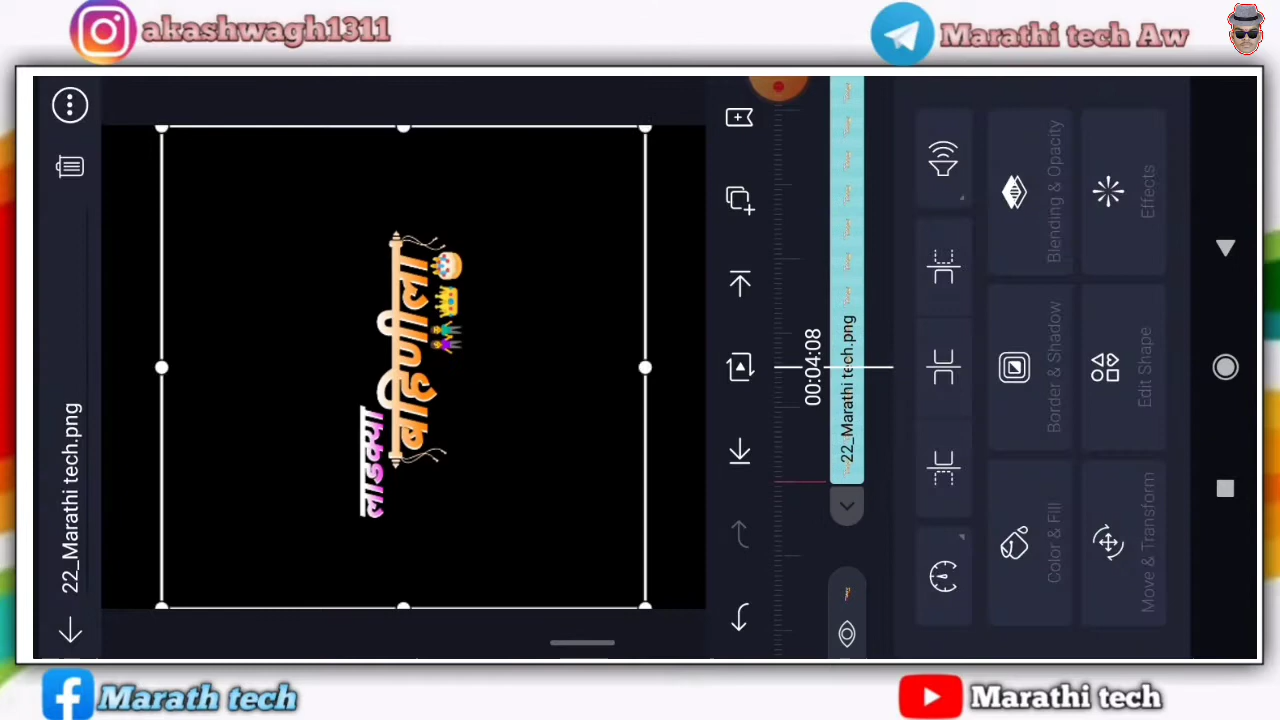 akashwagh1311
Marathi tech Aw
22_Marathi tech.png
लाडक्या
बहिणीला
00:04:08
22_Marathi tech.png
Blending & Opacity
Border & Shadow
Color & Fill
Effects
Edit Shape
Move & Transform
Marath tech
Marathi tech